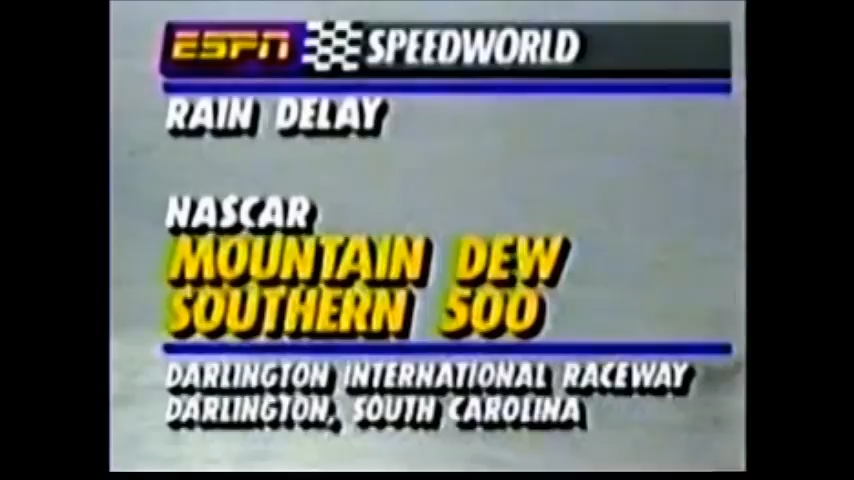 ESPN SPEEDWORLD
RAIN DELAY
NASCAR
MOUNTAIN DEW
SOUTHERN 500
DARLINGTON INTERNATIONAL RACEWAY
DARLINGTON, SOUTH CAROLINA